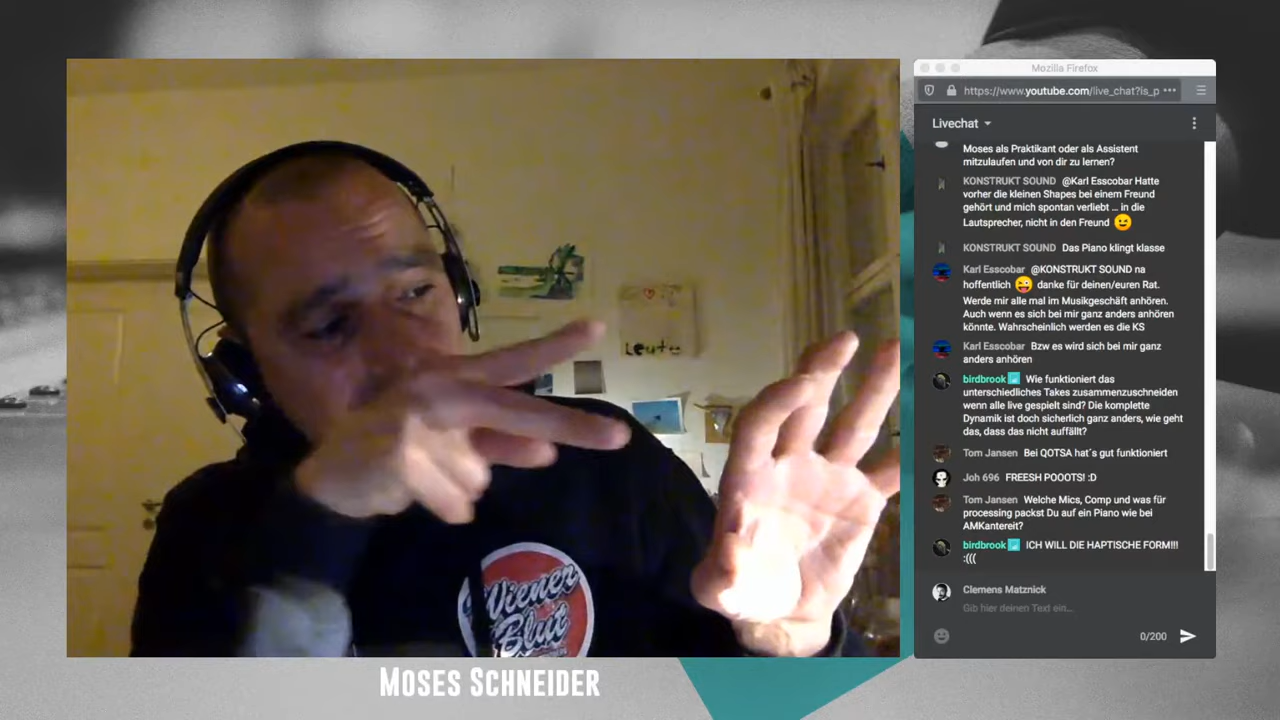 Mozilla Firefox
https://www.youtube.com/live_chat?is_p
Livechat
Moses als Praktikant oder als Assistent
mitzulaufen und von dir zu lernen?
KONSTRUKT SOUND @Karl Esscobar Hatte
vorher die kleinen Shapes bei einem Freund
gehört und mich spontan verliebt ... in die
Lautsprecher, nicht in den Freund 😉
KONSTRUKT SOUND Das Piano klingt klasse
Karl Esscobar @KONSTRUKT SOUND na
hoffentlich 😜 danke für deinen/euren Rat.
Werde mir alle mal im Musikgeschäft anhören.
Auch wenn es sich bei mir ganz anders anhören
könnte. Wahrscheinlich werden es die KS
Karl Esscobar Bzw es wird sich bei mir ganz
anders anhören
birdbrook Wie funktioniert das
unterschiedliches Takes zusammenzuschneiden
wenn alle live gespielt sind? Die komplette
Dynamik ist doch sicherlich ganz anders, wie geht
das, dass das nicht auffällt?
Tom Jansen Bei QOTSA hat´s gut funktioniert
Joh 696 FREESH POOOTS! :D
Tom Jansen Welche Mics, Comp und was für
processing packst Du auf ein Piano wie bei
AMKantereit?
birdbrook ICH WILL DIE HAPTISCHE FORM!!!
:(((
Clemens Matznick
Gib hier deinen Text ein...
0/200
Leute
Wiener
Blut
Moses Schneider